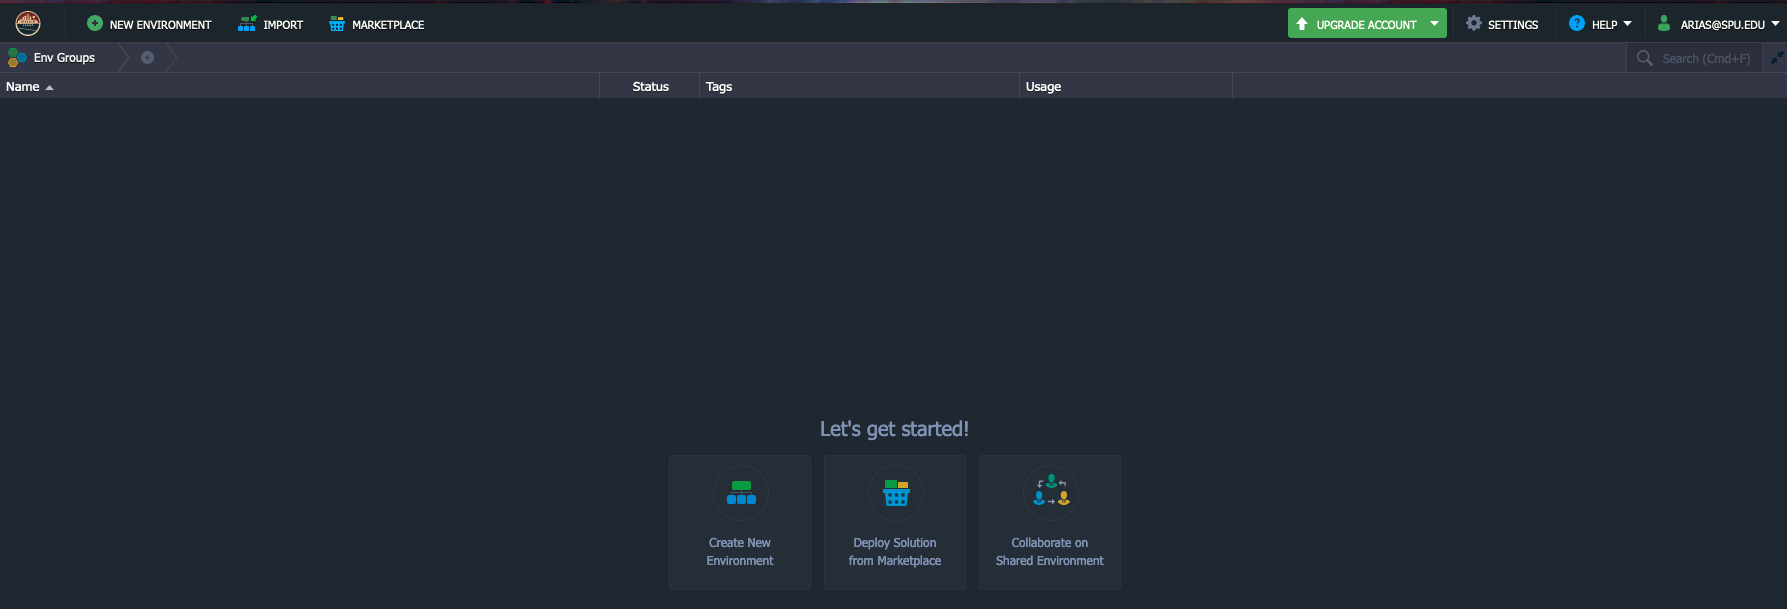 NEW ENVIRONMENT IMPORT MARKETPLACE UPGRADE ACCOUNT SETTINGS HELP ARIAS@SPU.EDU
Env Groups Search (Cmd+F)
Name Status Tags Usage
Let's get started!
Create New
Environment
Deploy Solution
from Marketplace
Collaborate on
Shared Environment